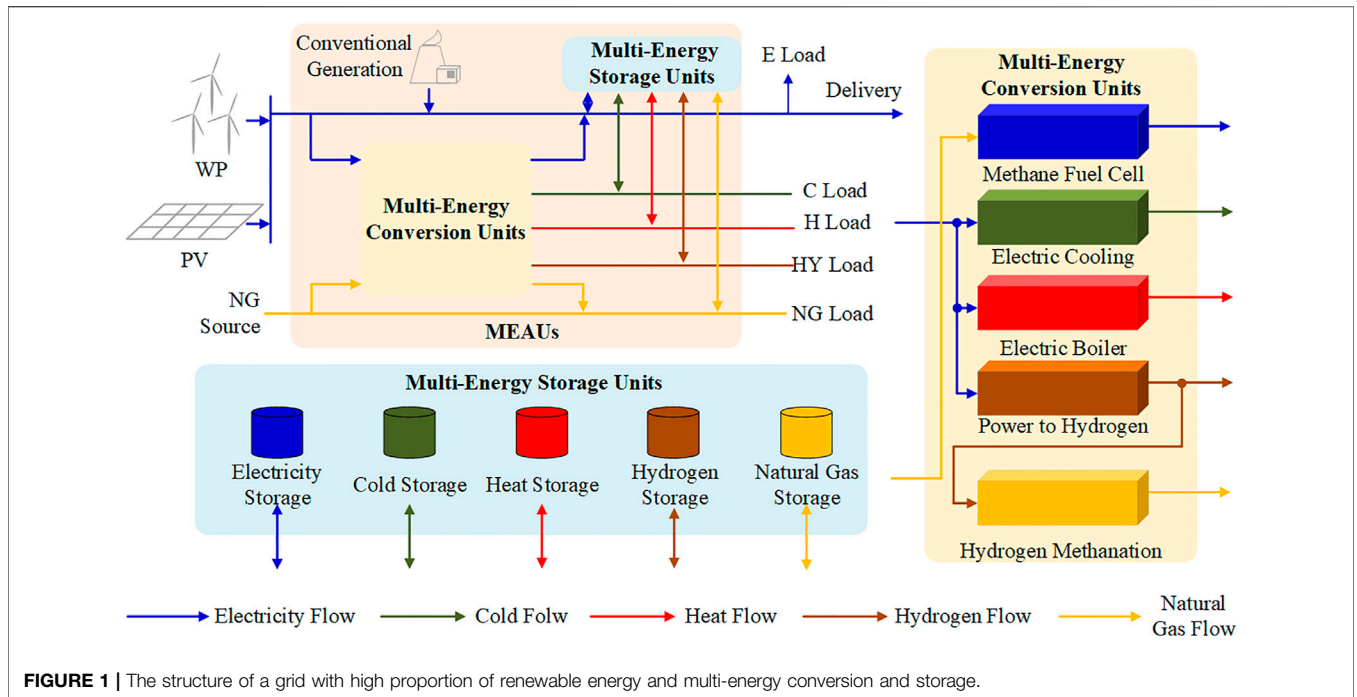 Conventional
Generation
Multi-Energy
Storage Units
E Load
Delivery
WP
PV
NG
Source
Multi-Energy
Conversion Units
C Load
H Load
HY Load
NG Load
MEAUs
Multi-Energy
Conversion Units
Methane Fuel Cell
Electric Cooling
Electric Boiler
Power to Hydrogen
Hydrogen Methanation
Multi-Energy Storage Units
Electricity
Storage
Cold Storage
Heat Storage
Hydrogen
Storage
Natural Gas
Storage
Electricity Flow
Cold Folw
Heat Flow
Hydrogen Flow
Natural
Gas Flow
FIGURE 1 | The structure of a grid with high proportion of renewable energy and multi-energy conversion and storage.